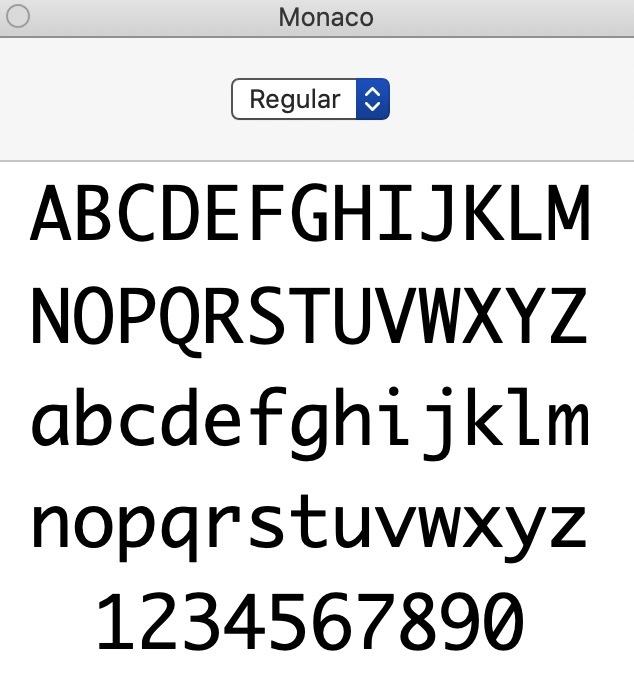 Monaco
Regular
ABCDEFGHIJKLM
NOPQRSTUVWXYZ
abcdefghijklm
nopqrstuvwxyz
1234567890